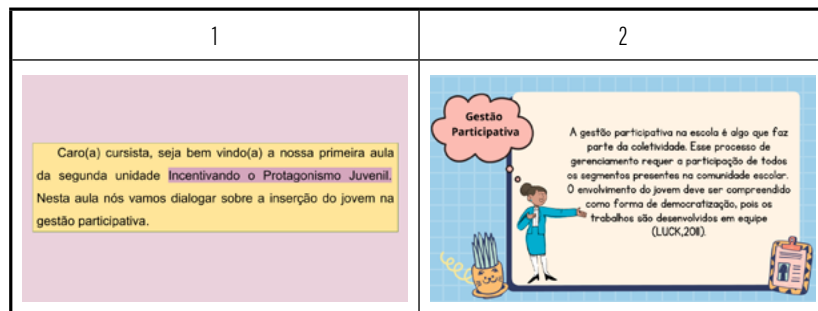 1
2
Caro(a) cursista, seja bem vindo(a) a nossa primeira aula
da segunda unidade Incentivando o Protagonismo Juvenil.
Nesta aula nós vamos dialogar sobre a inserção do jovem na
gestão participativa.
Gestão
Participativa
A gestão participativa na escola é algo que faz
parte da coletividade. Esse processo de
gerenciamento requer a participação de todos
os segmentos presentes na comunidade escolar.
O envolvimento do jovem deve ser compreendido
como forma de democratização, pois os
trabalhos são desenvolvidos em equipe
(LUCK,2011).